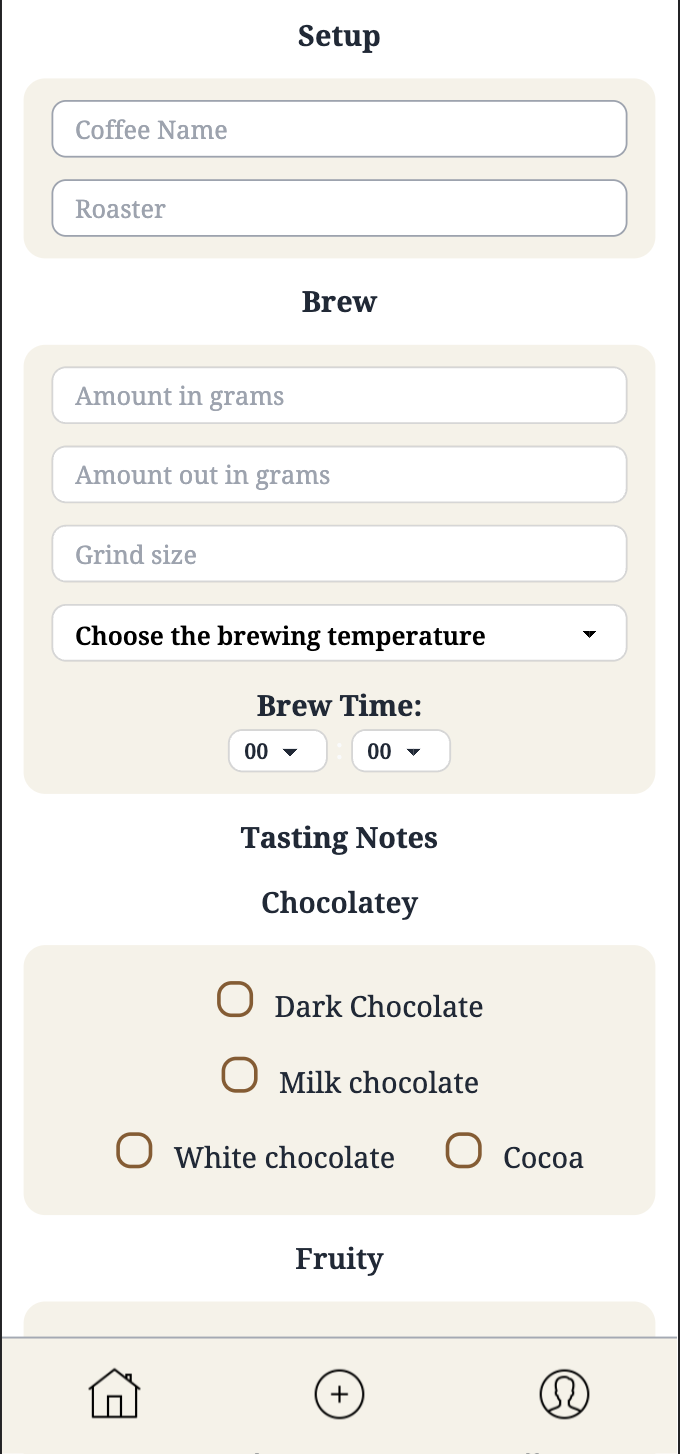 Setup
Coffee Name
Roaster
Brew
Amount in grams
Amount out in grams
Grind size
Choose the brewing temperature
Brew Time:
00 : 00
Tasting Notes
Chocolatey
Dark Chocolate
Milk chocolate
White chocolate Cocoa
Fruity